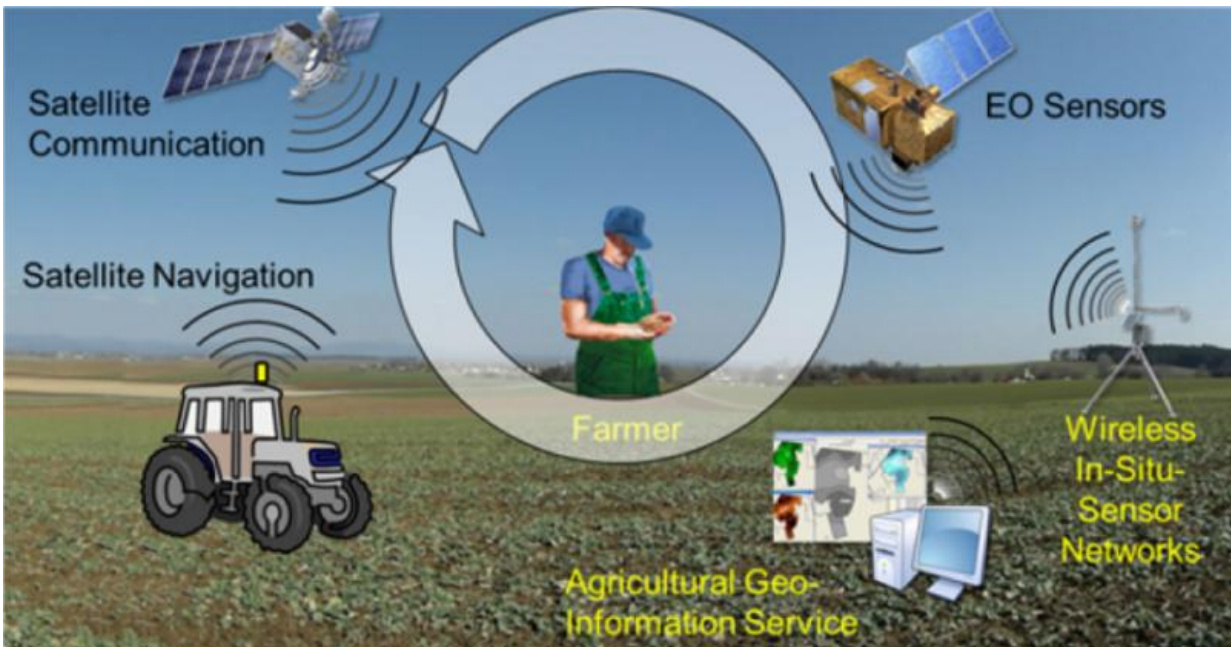 Satellite
Communication
EO Sensors
Satellite Navigation
Farmer
Wireless
In-Situ-
Sensor
Networks
Agricultural Geo-
Information Service